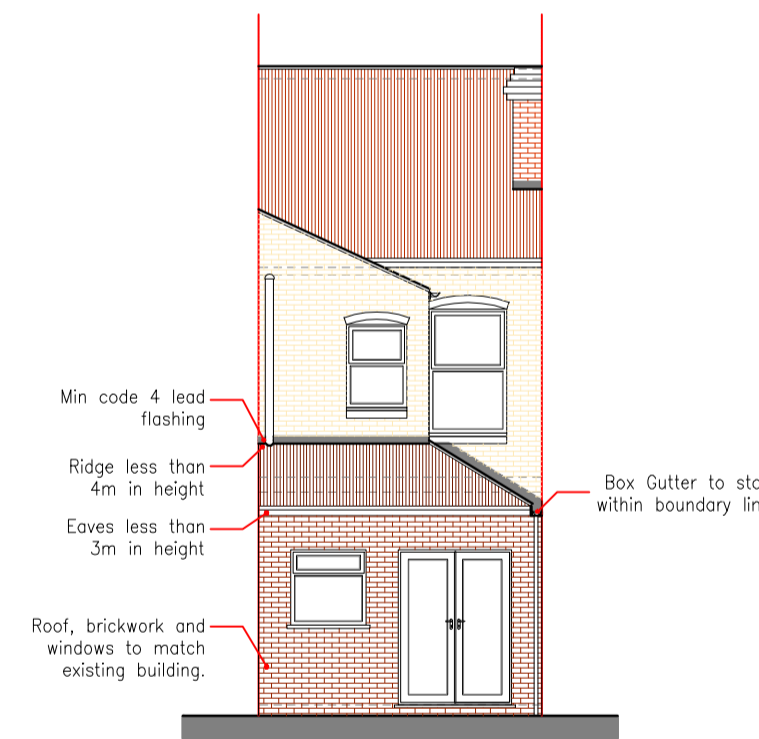 Min code 4 lead
flashing
Ridge less than
4m in height
Eaves less than
3m in height
Roof, brickwork and
windows to match
existing building.
Box Gutter to
within boundary